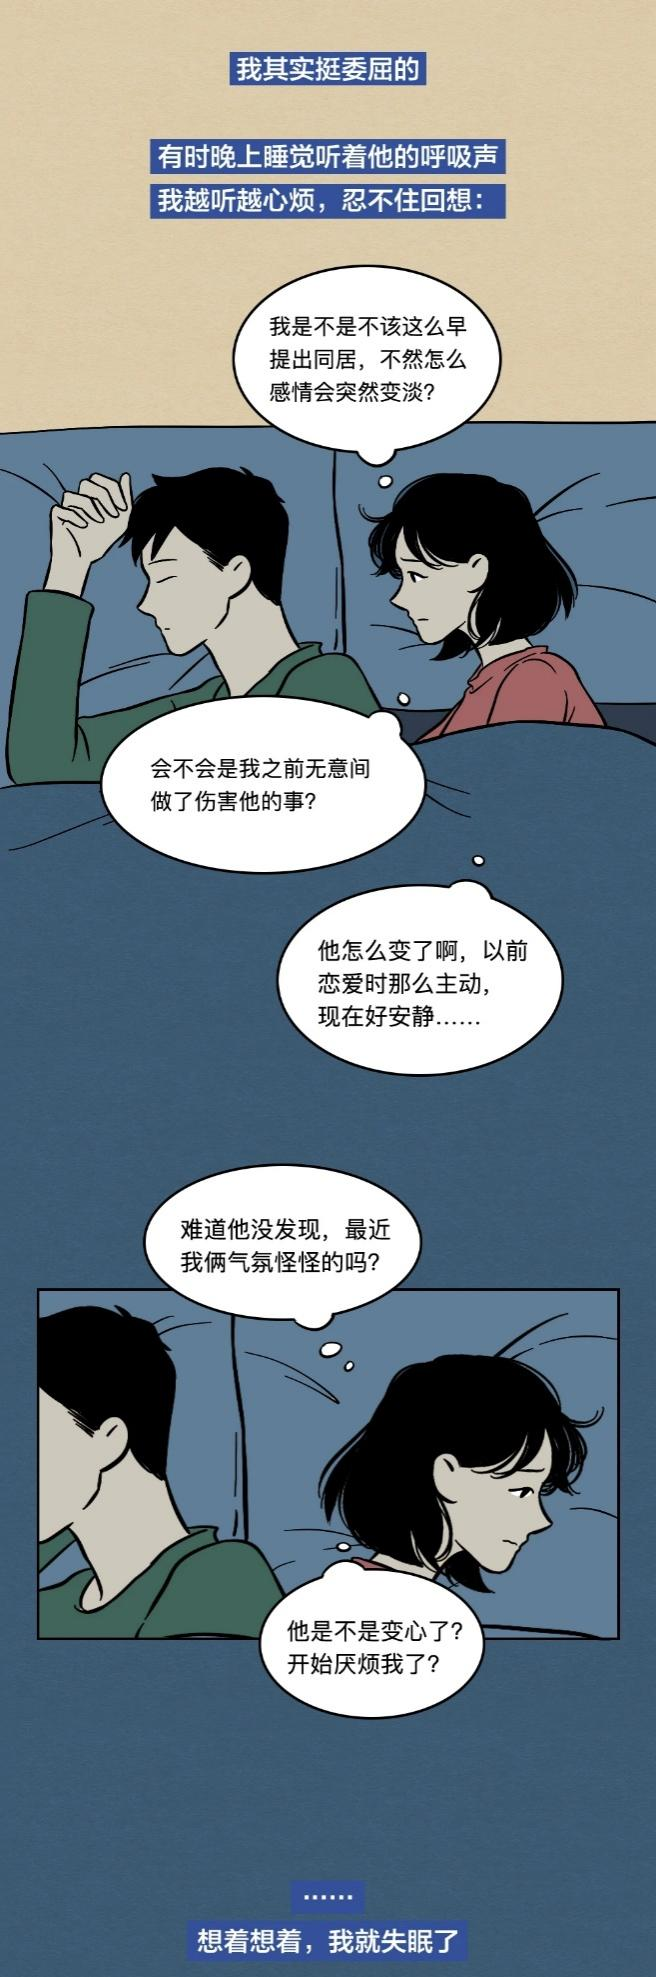 我其实挺委屈的
有时晚上睡觉听着他的呼吸声
我越听越心烦，忍不住回想：
我是不是不该这么早
提出同居，不然怎么
感情会突然变淡？
会不会是我之前无意间
做了伤害他的事？
他怎么变了啊，以前
恋爱时那么主动，
现在好安静……
难道他没发现，最近
我俩气氛怪怪的吗？
他是不是变心了？
开始厌烦我了？
……
想着想着，我就失眠了